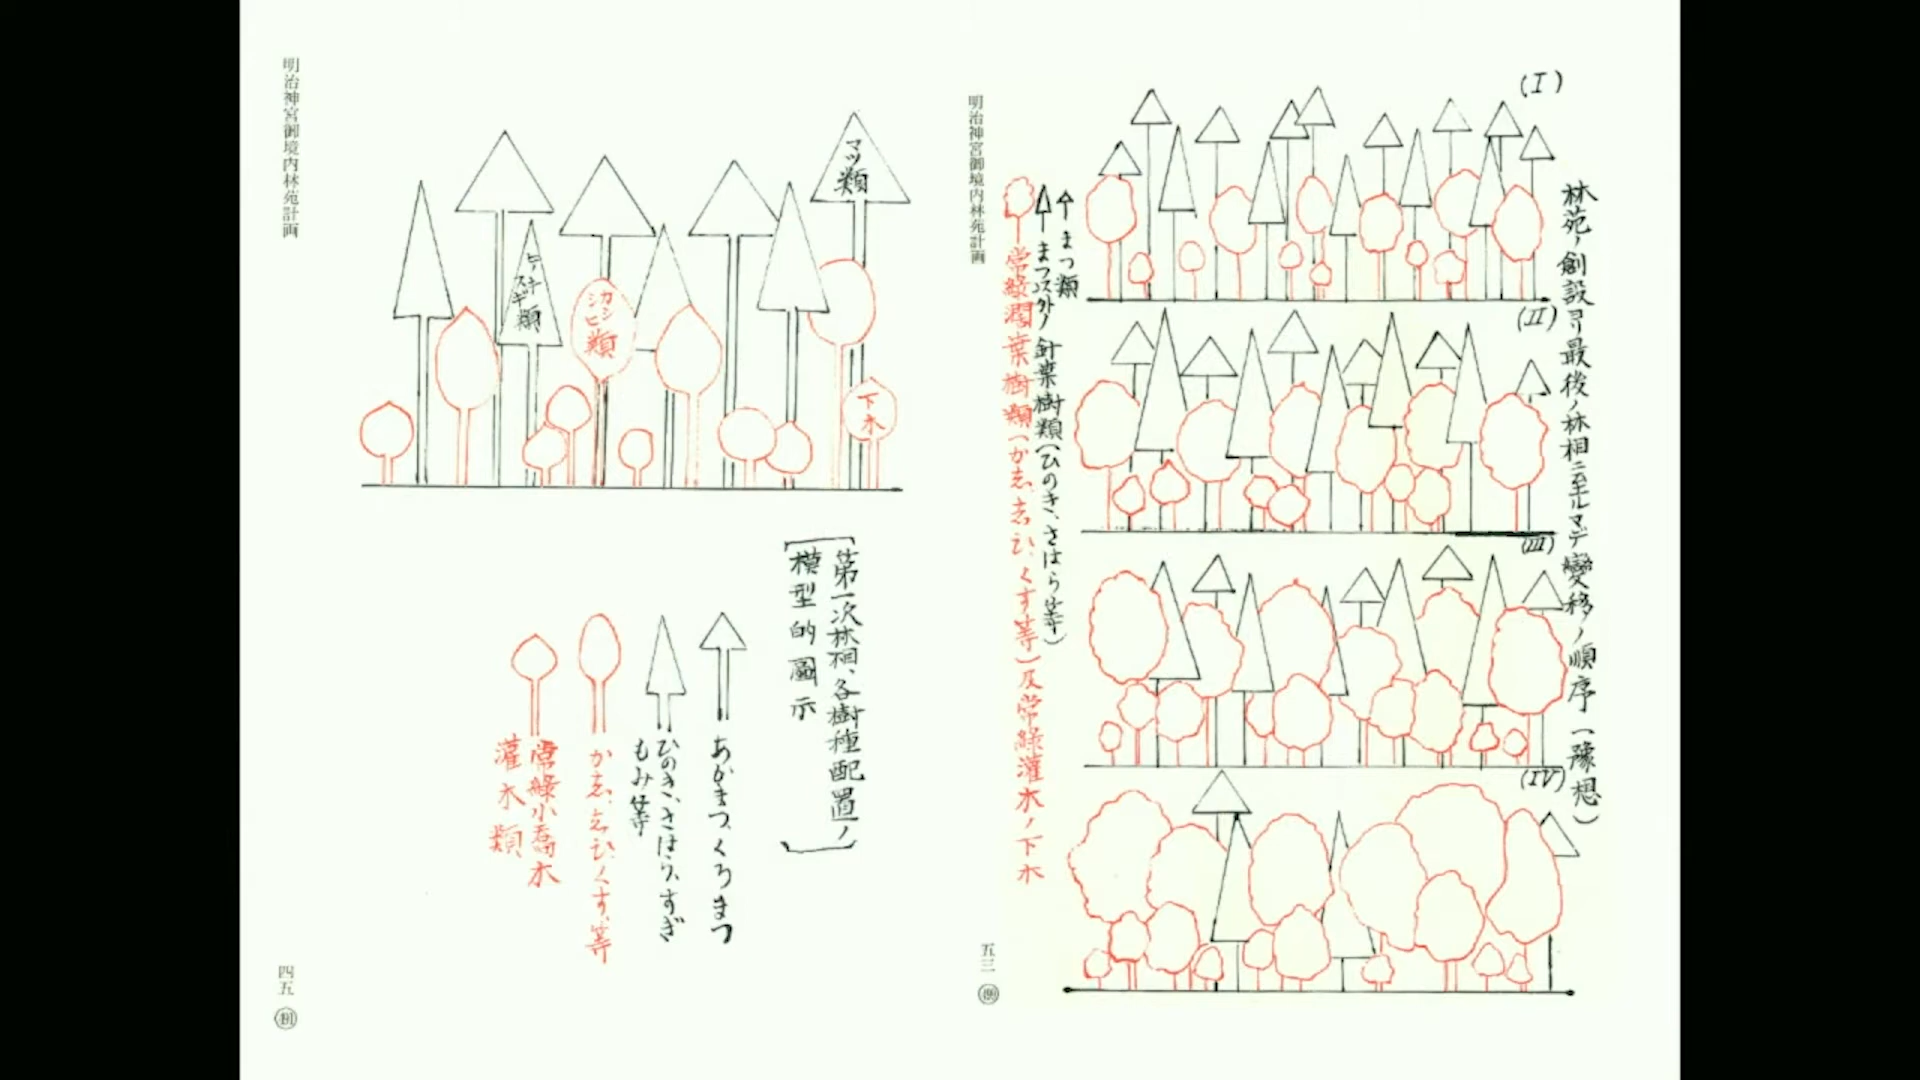 明治神宮御境内林苑計画
(I)
林苑ノ創設ヨリ最後ノ林相ニ至ルマデ變移ノ順序(豫想)
(II)
(III)
(IV)
まつ類
まつ以外ノ針葉樹類(ひのき、さはら等)
常緑濶葉樹類(かし、しひ、くす等)及常緑灌木ノ下木
五三
明治神宮御境内林苑計画
マツ類
ヒノキ
スギ
類
カシ
シヒ
類
下木
第一次林相、各樹種配置ノ
模型的圖示
あかまつ、くろまつ
ひのき、さはら、すぎ
もみ等
かし、しひ、くす、等
常緑小喬木
灌木類
四五